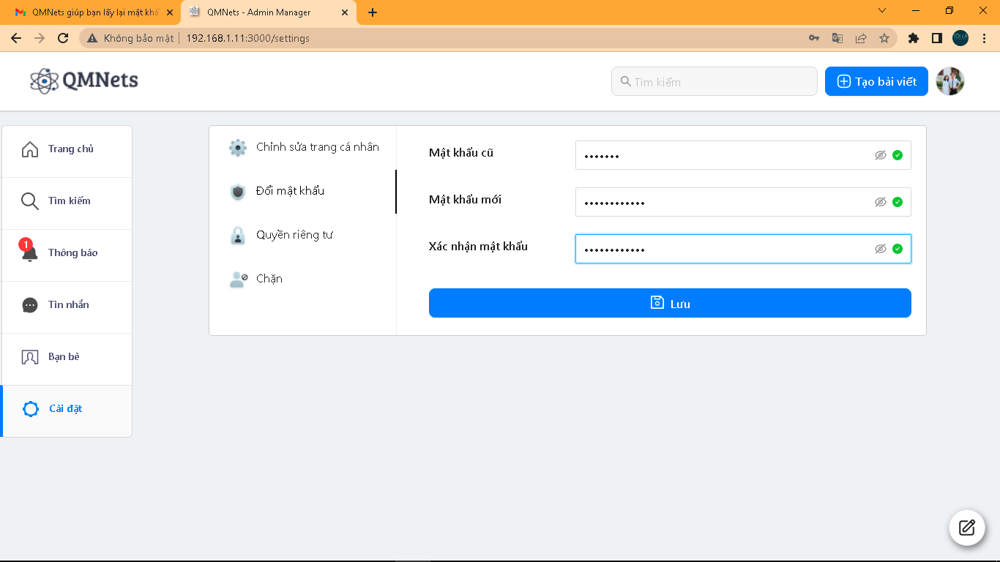 QMNets giúp bạn lấy lại mật khẩ
QMNets - Admin Manager
Không bảo mật
192.168.1.11:3000/settings
QMNets
Tìm kiếm
Tạo bài viết
Trang chủ
Tìm kiếm
1
Thông báo
Tin nhắn
Bạn bè
Cài đặt
Chỉnh sửa trang cá nhân
Đổi mật khẩu
Quyền riêng tư
Chặn
Mật khẩu cũ
•••••••
Mật khẩu mới
••••••••••••
Xác nhận mật khẩu
••••••••••••
Lưu